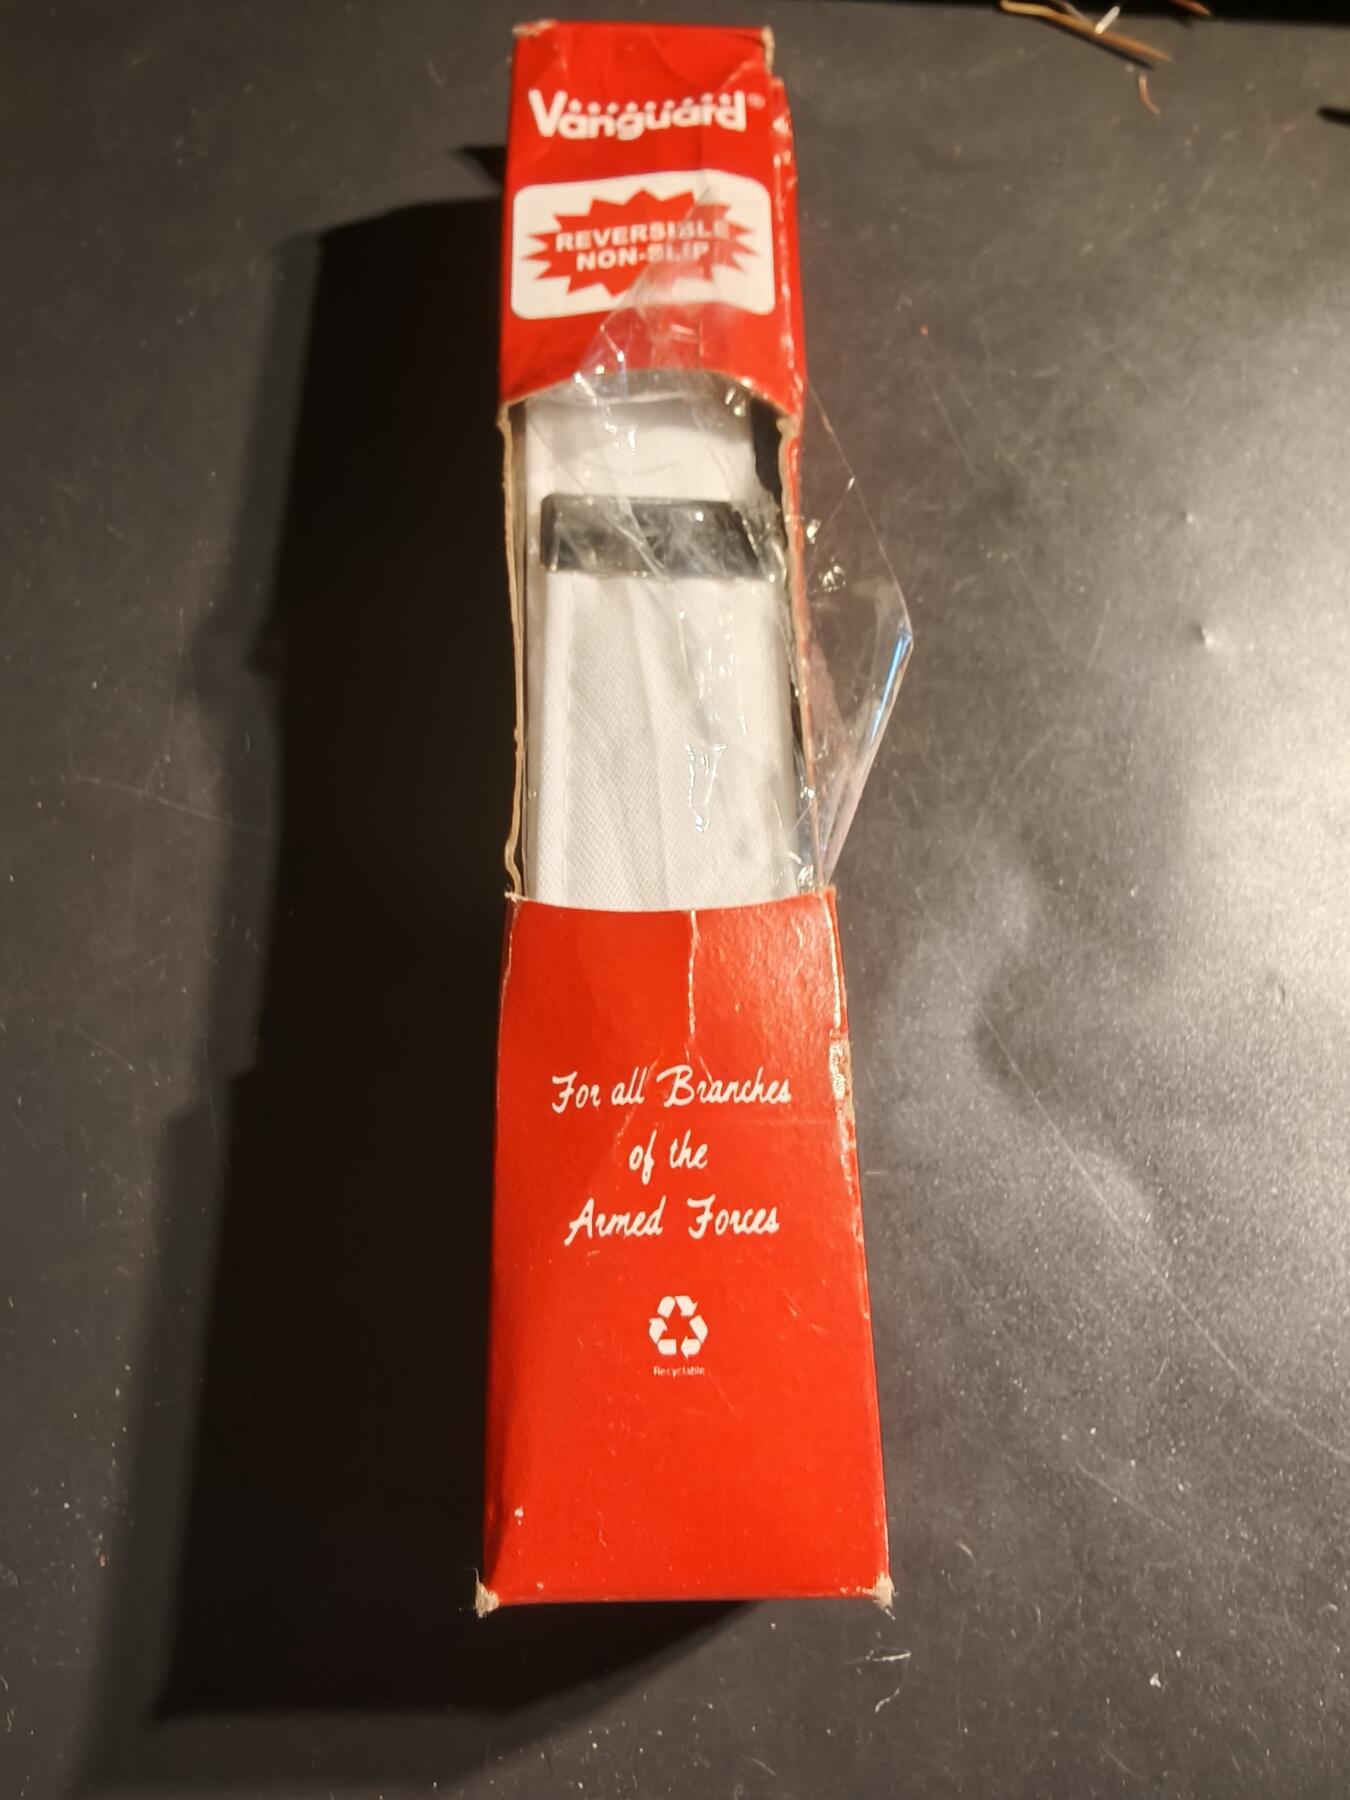 Vanguard®
REVERSIBLE
NON-SLIP
For all Branches
of the
Armed Forces
Recyclable